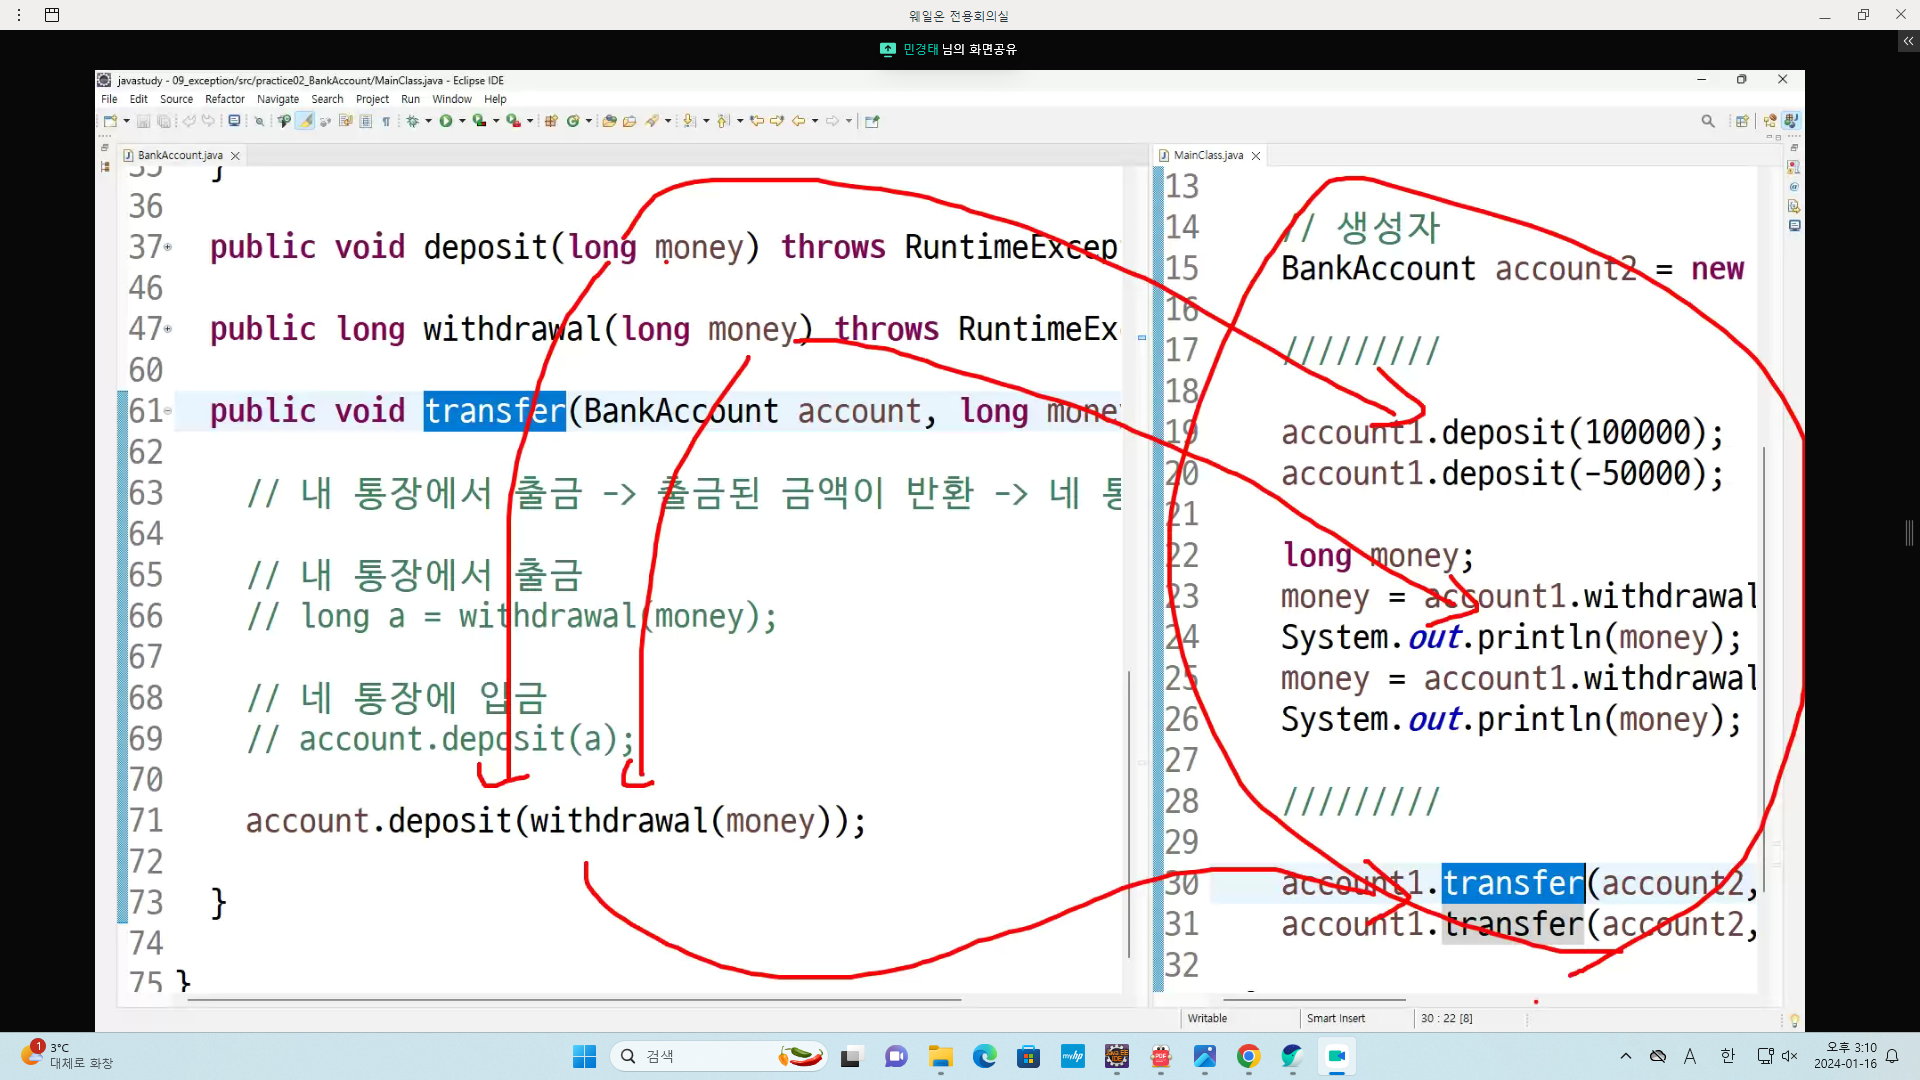 웨일온 전용회의실
민경태 님의 화면공유
javastudy - 09_exception/src/practice02_BankAccount/MainClass.java - Eclipse IDE
File Edit Source Refactor Navigate Search Project Run Window Help
BankAccount.java
35 }
36
37 public void deposit(long money) throws RuntimeExcep
46
47 public long withdrawal(long money) throws RuntimeEx
60
61 public void transfer(BankAccount account, long mone
62
63 // 내 통장에서 출금 -> 출금된 금액이 반환 -> 네 통
64
65 // 내 통장에서 출금
66 // long a = withdrawal(money);
67
68 // 네 통장에 입금
69 // account.deposit(a);
70
71 account.deposit(withdrawal(money));
72
73 }
74
75 }
MainClass.java
13
14 // 생성자
15 BankAccount account2 = new
16
17 /////////
18
19 account1.deposit(100000);
20 account1.deposit(-50000);
21
22 long money;
23 money = account1.withdrawal
24 System.out.println(money);
25 money = account1.withdrawal
26 System.out.println(money);
27
28 /////////
29
30 account1.transfer(account2,
31 account1.transfer(account2,
32
Writable Smart Insert 30 : 22 [8]
1 3°C
대체로 화창
검색
myhp
Java EE
IDE
PDF
A 한
오후 3:10
2024-01-16